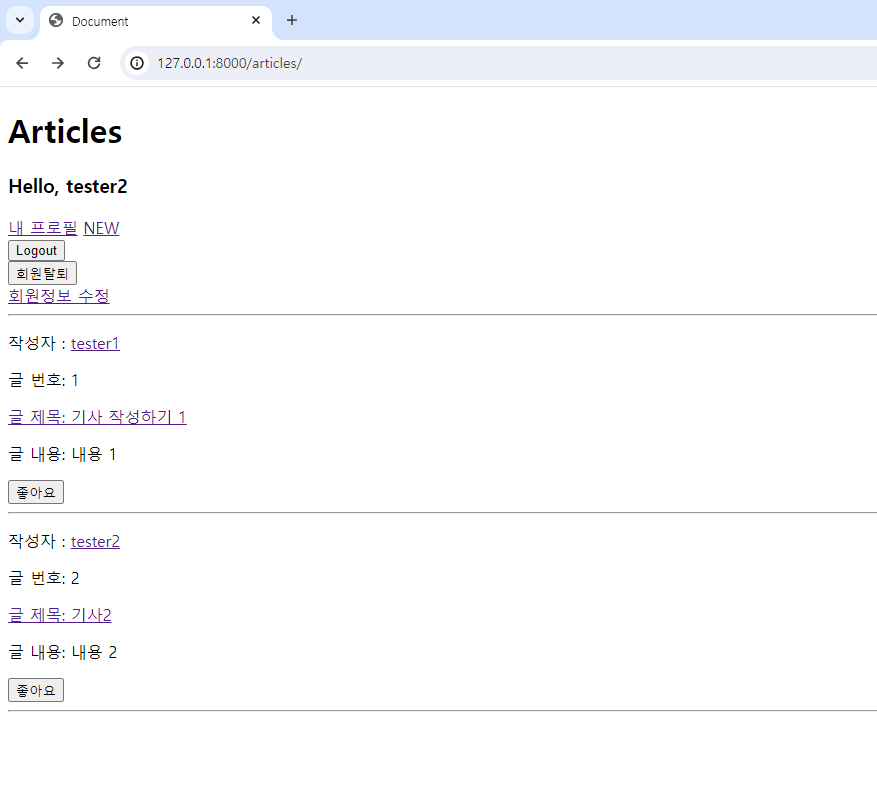 Document
127.0.0.1:8000/articles/
Articles
Hello, tester2
내 프로필 NEW
Logout
회원탈퇴
회원정보 수정
작성자 : tester1
글 번호: 1
글 제목: 기사 작성하기 1
글 내용: 내용 1
좋아요
작성자 : tester2
글 번호: 2
글 제목: 기사2
글 내용: 내용 2
좋아요